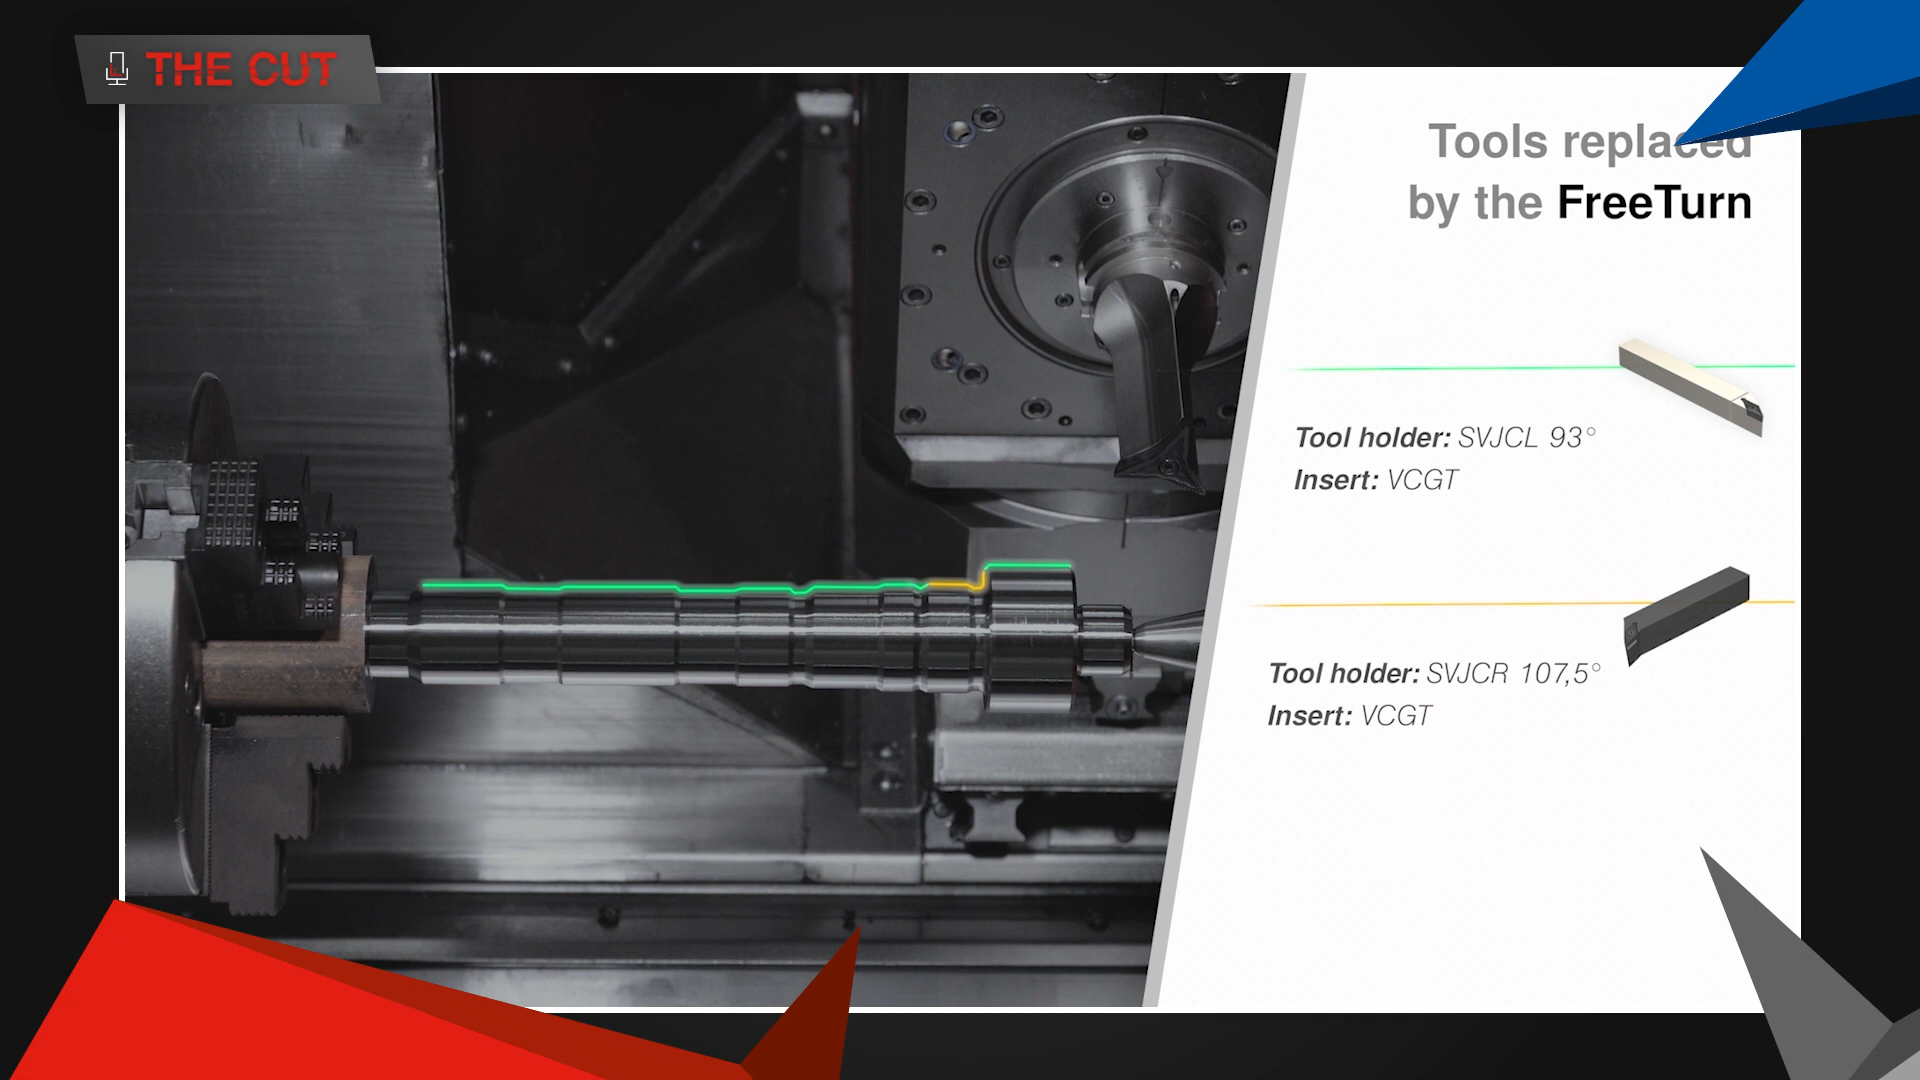 THE CUT
Tools replaced
by the FreeTurn
Tool holder: SVJCL 93°
Insert: VCGT
Tool holder: SVJCR 107,5°
Insert: VCGT